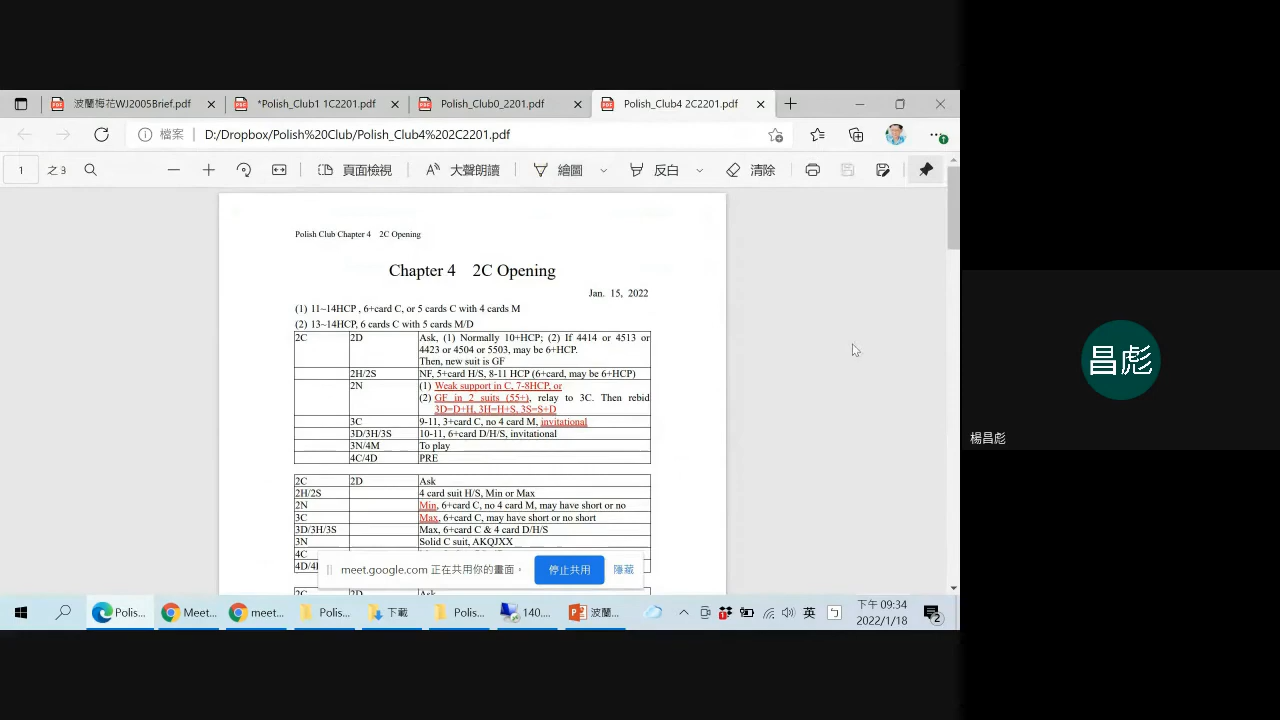 波蘭梅花WJ2005Brief.pdf
*Polish_Club1 1C2201.pdf
Polish_Club0_2201.pdf
Polish_Club4 2C2201.pdf
檔案 D:/Dropbox/Polish%20Club/Polish_Club4%202C2201.pdf
1 之 3 頁面檢視 大聲朗讀 繪圖 反白 清除
Polish Club Chapter 4 2C Opening
Chapter 4 2C Opening
Jan. 15, 2022
(1) 11~14HCP , 6+card C, or 5 cards C with 4 cards M
(2) 13~14HCP, 6 cards C with 5 cards M/D
2C 2D Ask, (1) Normally 10+HCP; (2) If 4414 or 4513 or
4423 or 4504 or 5503, may be 6+HCP.
Then, new suit is GF
2H/2S NF, 5+card H/S, 8-11 HCP (6+card, may be 6+HCP)
2N (1) Weak support in C, 7-8HCP, or
(2) GF in 2 suits (55+), relay to 3C. Then rebid
3D=D+H, 3H=H+S, 3S=S+D
3C 9-11, 3+card C, no 4 card M, invitational
3D/3H/3S 10-11, 6+card D/H/S, invitational
3N/4M To play
4C/4D PRE
2C 2D Ask
2H/2S 4 card suit H/S, Min or Max
2N Min, 6+card C, no 4 card M, may have short or no
3C Max, 6+card C, may have short or no short
3D/3H/3S Max, 6+card C & 4 card D/H/S
3N Solid C suit, AKQJXX
4C
meet.google.com 正在共用你的畫面。 停止共用 隱藏
昌彪
楊昌彪
Polis... Meet... meet... Polis... 下載 Polis... 140.... 波蘭... 英
下午 09:34
2022/1/18
2